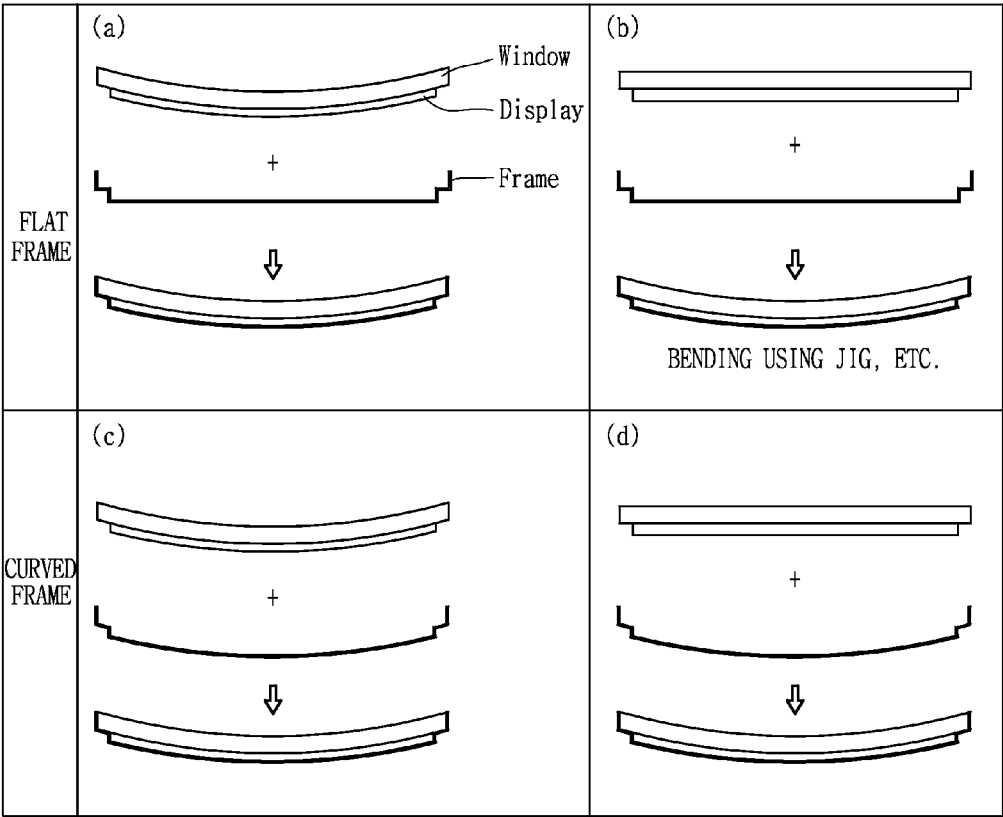 (a)
Window
Display
+
Frame
(b)
+
BENDING USING JIG, ETC.
FLAT
FRAME
(c)
+
(d)
+
CURVED
FRAME